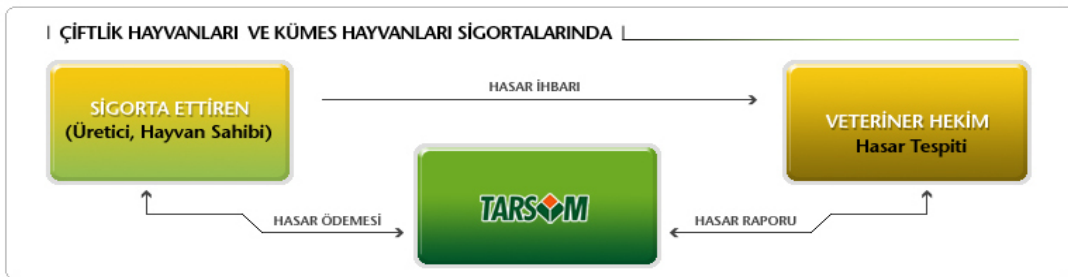 ÇİFTLİK HAYVANLARI VE KÜMES HAYVANLARI SİGORTALARINDA
SİGORTA ETTİREN
(Üretici, Hayvan Sahibi)
HASAR İHBARI
VETERİNER HEKİM
Hasar Tespiti
TARSİM
HASAR ÖDEMESİ
HASAR RAPORU